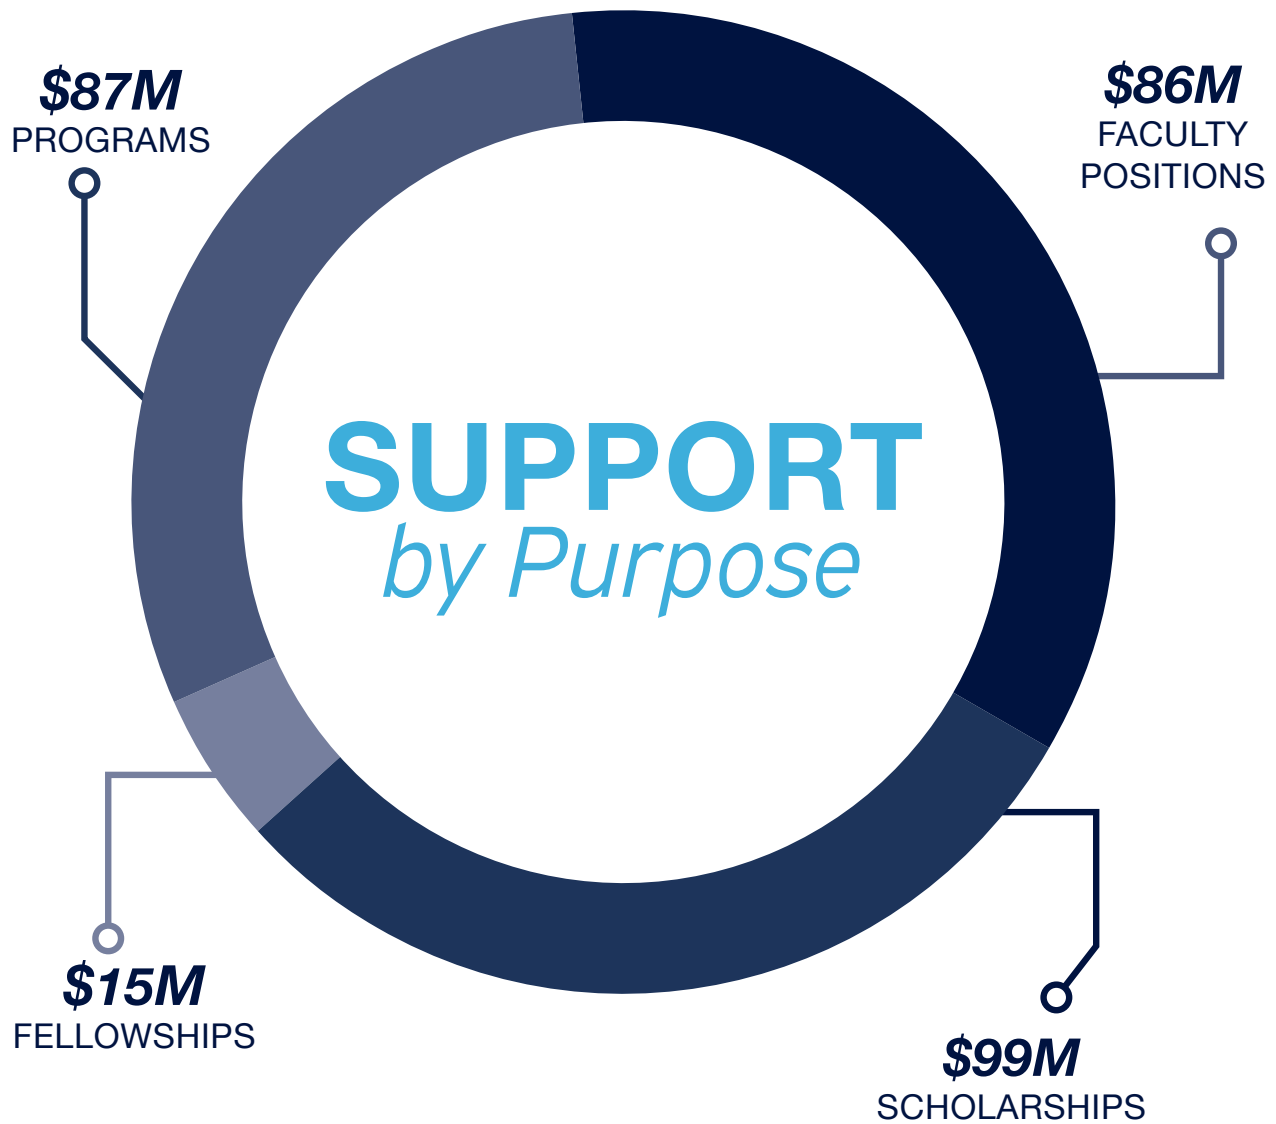 $87M
PROGRAMS
$86M
FACULTY
POSITIONS
SUPPORT
by Purpose
$15M
FELLOWSHIPS
$99M
SCHOLARSHIPS